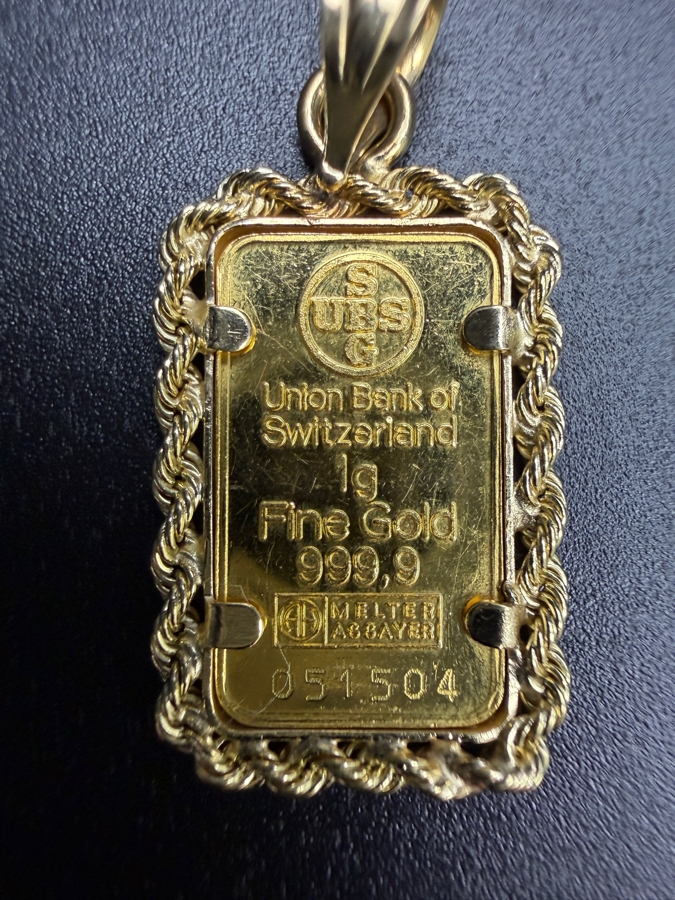 S
UBS
G
Union Bank of
Switzerland
1g
Fine Gold
999,9
MELTER
ASSAYER
051504